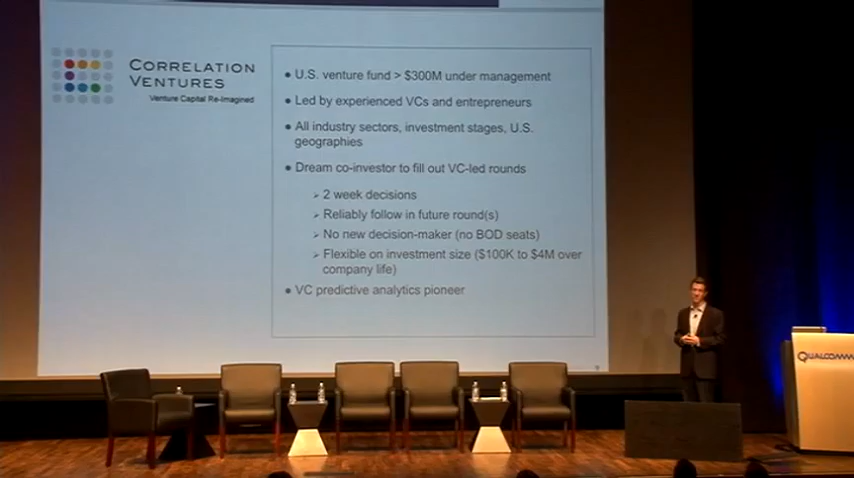 CORRELATION
VENTURES
Venture Capital Re-Imagined
• U.S. venture fund > $300M under management
• Led by experienced VCs and entrepreneurs
• All industry sectors, investment stages, U.S.
geographies
• Dream co-investor to fill out VC-led rounds
➢ 2 week decisions
➢ Reliably follow in future round(s)
➢ No new decision-maker (no BOD seats)
➢ Flexible on investment size ($100K to $4M over
company life)
• VC predictive analytics pioneer
QUALCOMM